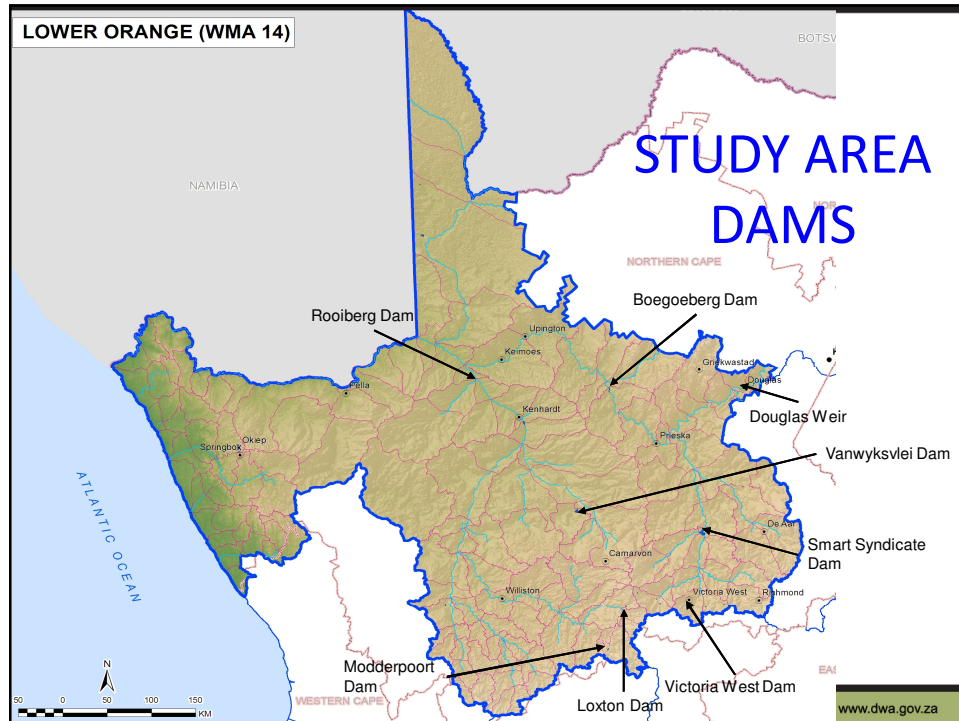 LOWER ORANGE (WMA 14)
STUDY AREA
DAMS
NAMIBIA
NORTHERN CAPE
Rooiberg Dam
Boegoeberg Dam
Upington
Keimoes
Griekwastad
Douglas
Pella
Douglas Weir
Kenhardt
Prieska
Okiep
Springbok
Vanwyksvlei Dam
ATLANTIC OCEAN
De Aar
Smart Syndicate
Dam
Carnarvon
Williston
Victoria West
Richmond
Modderpoort
Dam
Loxton Dam
Victoria West Dam
WESTERN CAPE
N
50 0 50 100 150
KM
www.dwa.gov.za